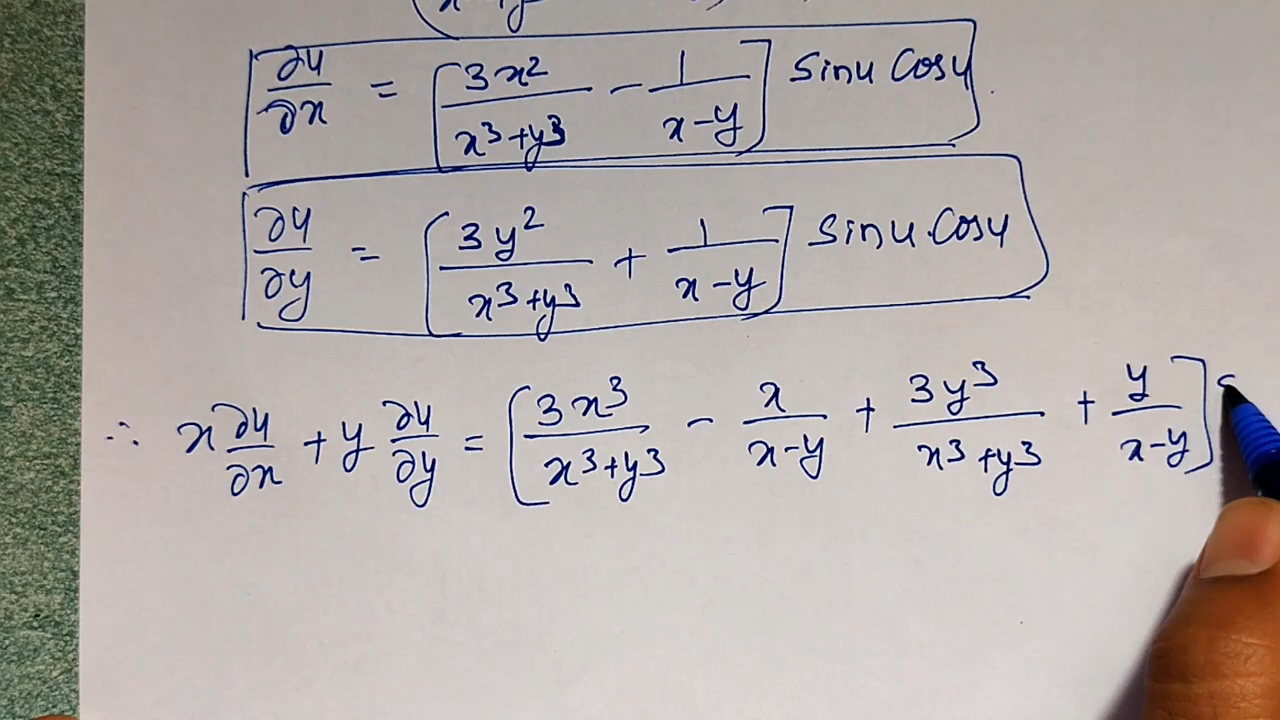 ∂u/∂x = [3x²/(x³+y³) − 1/(x−y)] sinu cosu
∂u/∂y = [3y²/(x³+y³) + 1/(x−y)] sinu cosu
∴ x ∂u/∂x + y ∂u/∂y = [3x³/(x³+y³) − x/(x−y) + 3y³/(x³+y³) + y/(x−y)]